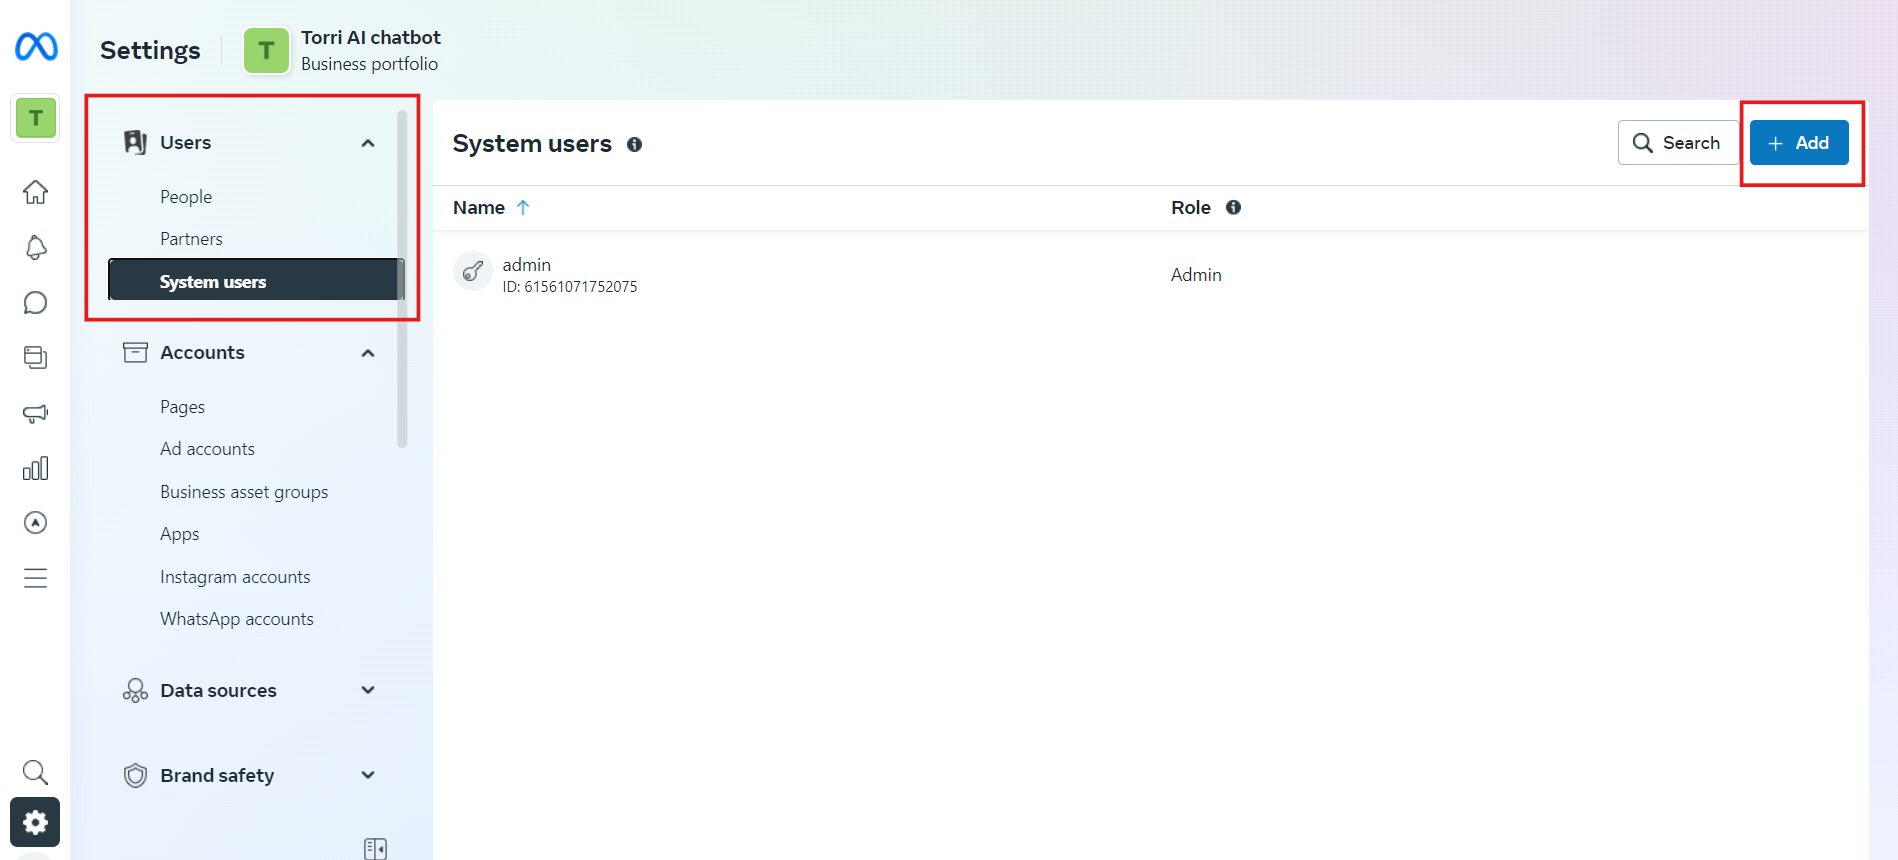 Settings
T
Torri AI chatbot
Business portfolio
T
Users
People
Partners
System users
Accounts
Pages
Ad accounts
Business asset groups
Apps
Instagram accounts
WhatsApp accounts
Data sources
Brand safety
System users
Search
+ Add
Name ↑
Role
admin
ID: 61561071752075
Admin